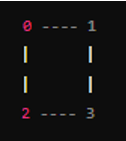 0 ---- 1
|      |
|      |
2 ---- 3